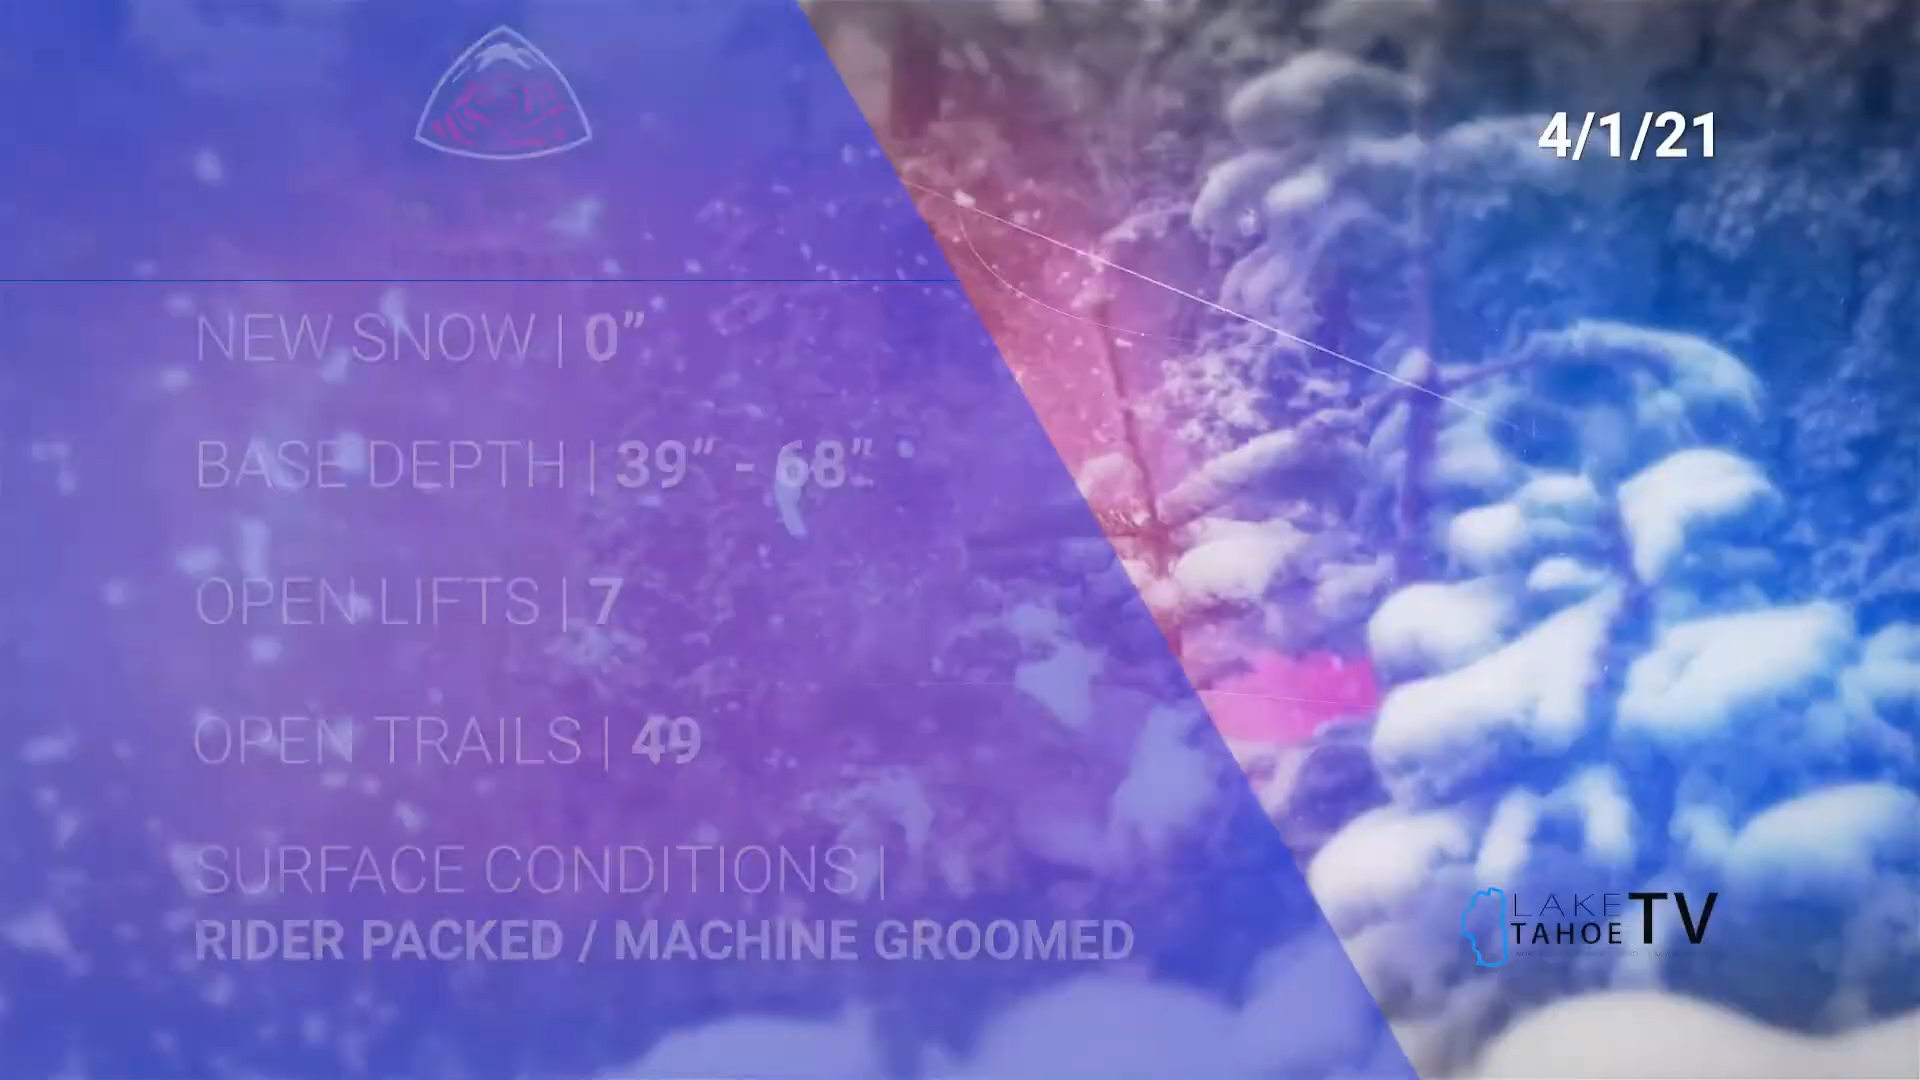 4/1/21
NEW SNOW | 0”
BASE DEPTH | 39” - 68”
OPEN LIFTS | 7
OPEN TRAILS | 49
SURFACE CONDITIONS |
RIDER PACKED / MACHINE GROOMED
LAKE
TAHOE TV